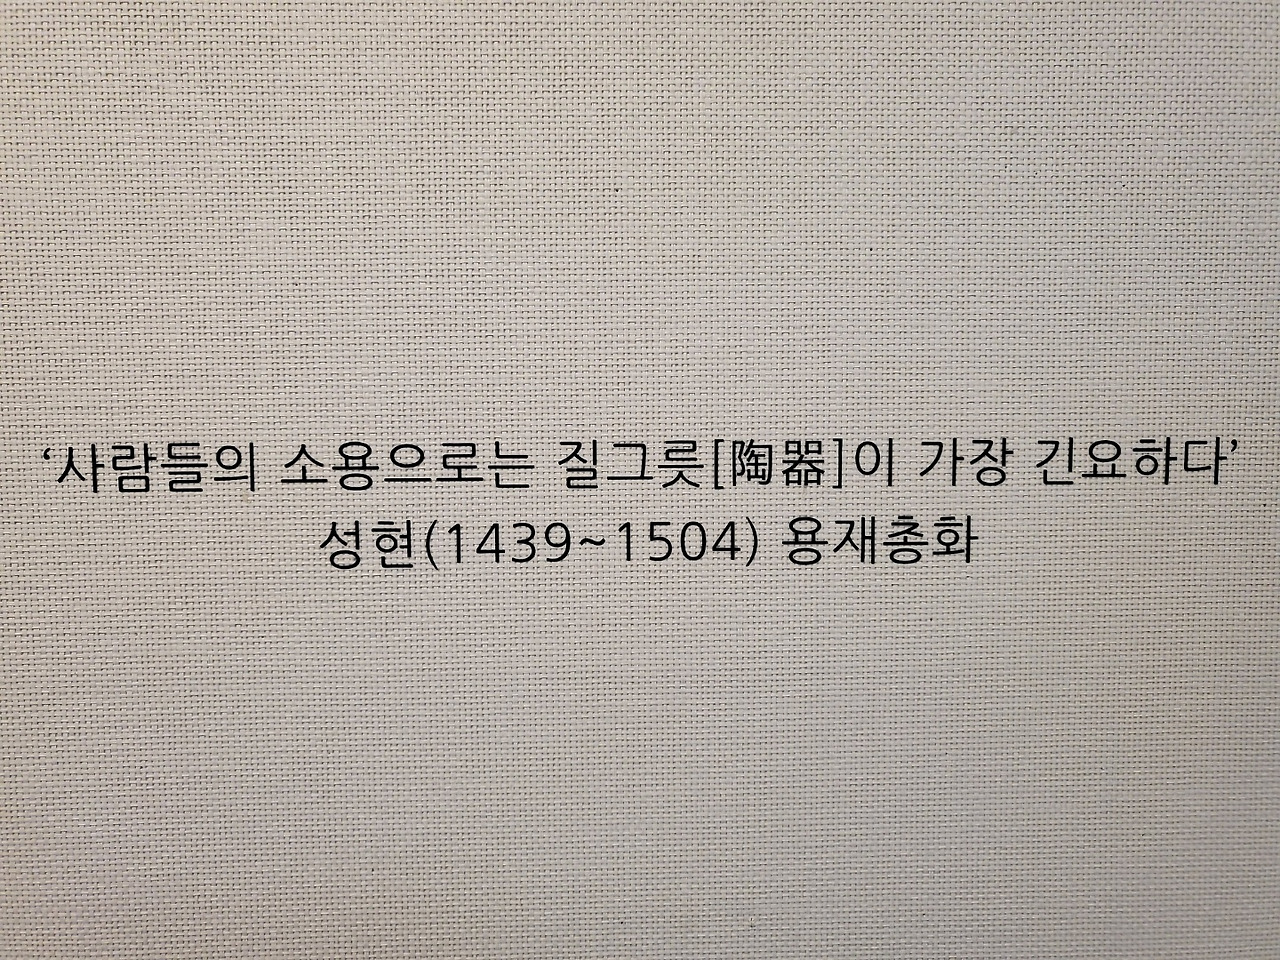 ‘사람들의 소용으로는 질그릇[陶器]이 가장 긴요하다’
성현(1439~1504) 용재총화